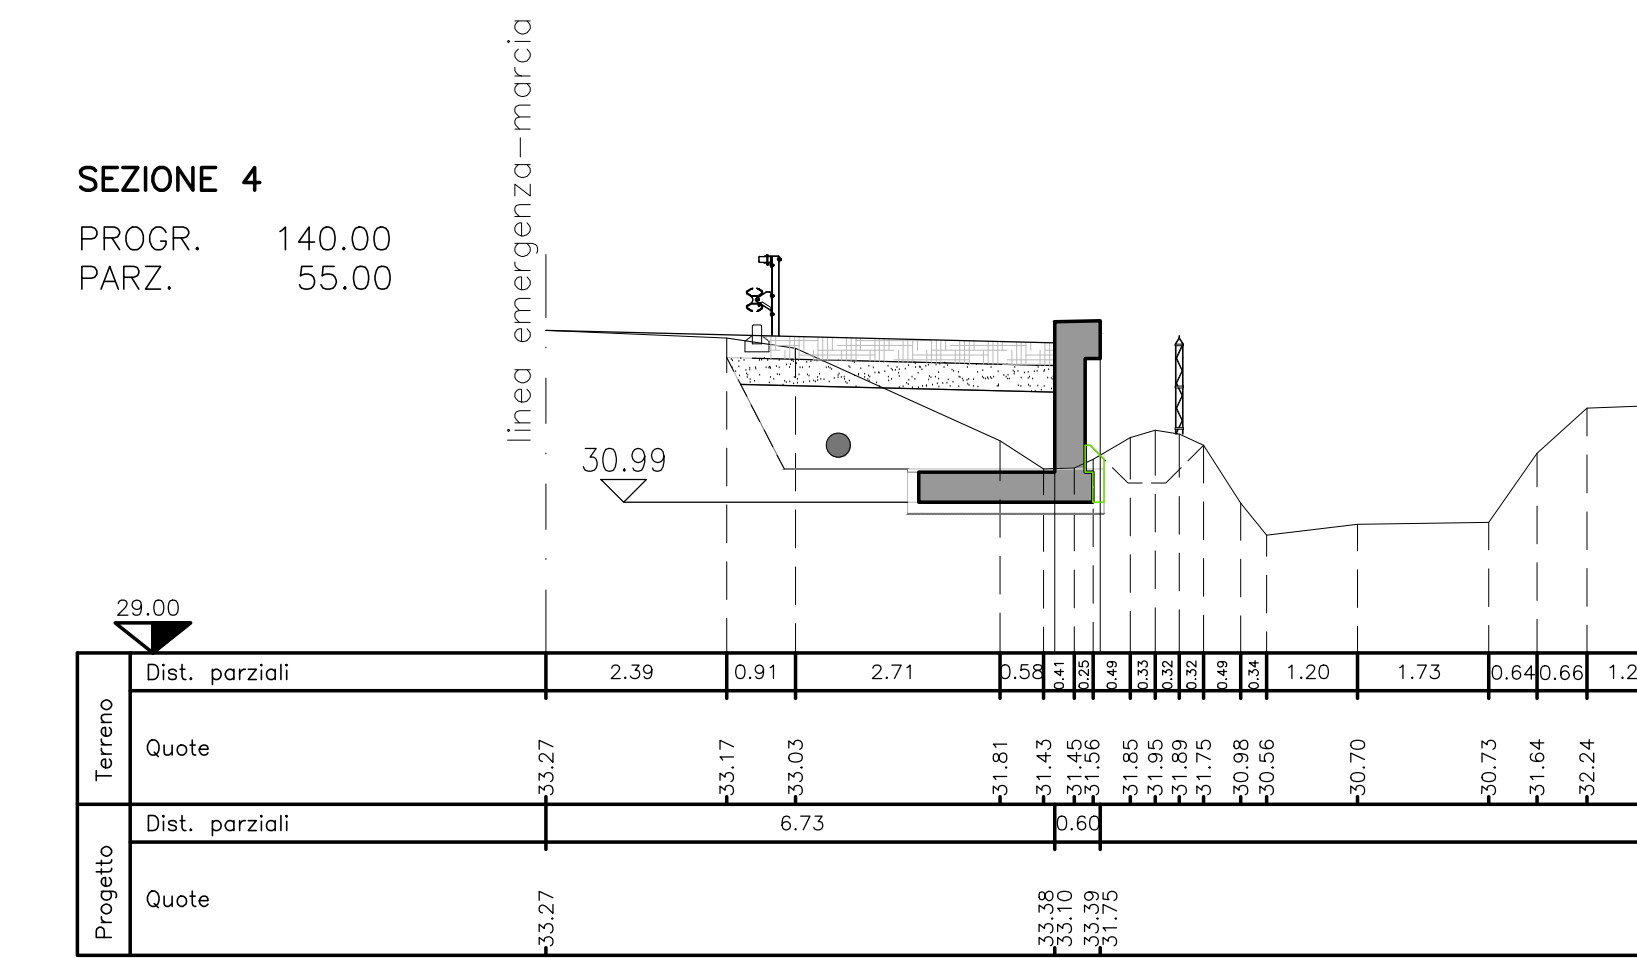 linea emergenza-marcia
SEZIONE 4
PROGR. 140.00
PARZ. 55.00
30.99
29.00
Terreno
Dist. parziali 2.39 0.91 2.71 0.58 0.41 0.25 0.49 0.33 0.32 0.32 0.49 0.34 1.20 1.73 0.64 0.66 1.2
Quote 33.27 33.17 33.03 31.81 31.43 31.45 31.56 31.85 31.95 31.89 31.75 30.98 30.56 30.70 30.73 31.64 32.24
Progetto
Dist. parziali 6.73 0.60
Quote 33.27 33.38 33.10 33.39 31.75